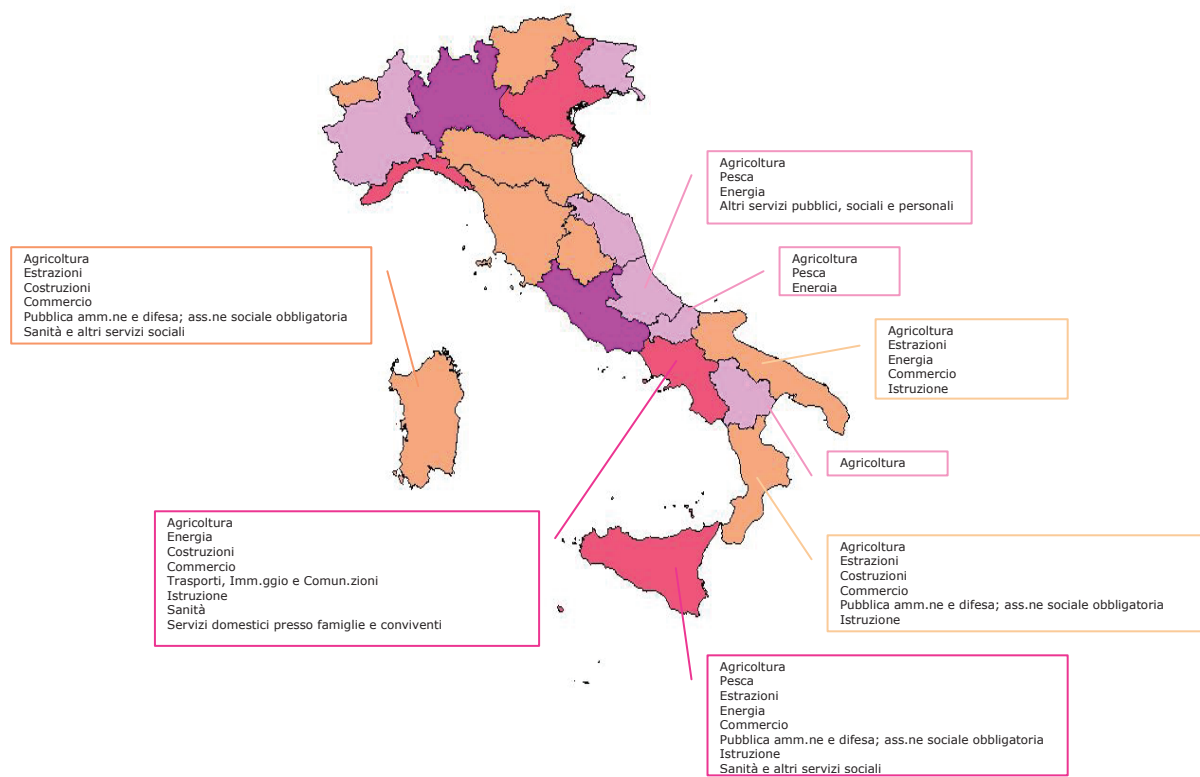 Agricoltura
Pesca
Energia
Altri servizi pubblici, sociali e personali
Agricoltura
Estrazioni
Costruzioni
Commercio
Pubblica amm.ne e difesa; ass.ne sociale obbligatoria
Sanità e altri servizi sociali
Agricoltura
Pesca
Energia
Agricoltura
Estrazioni
Energia
Commercio
Istruzione
Agricoltura
Agricoltura
Energia
Costruzioni
Commercio
Trasporti, Imm.ggio e Comun.zioni
Istruzione
Sanità
Servizi domestici presso famiglie e conviventi
Agricoltura
Estrazioni
Costruzioni
Commercio
Pubblica amm.ne e difesa; ass.ne sociale obbligatoria
Istruzione
Agricoltura
Pesca
Estrazioni
Energia
Commercio
Pubblica amm.ne e difesa; ass.ne sociale obbligatoria
Istruzione
Sanità e altri servizi sociali